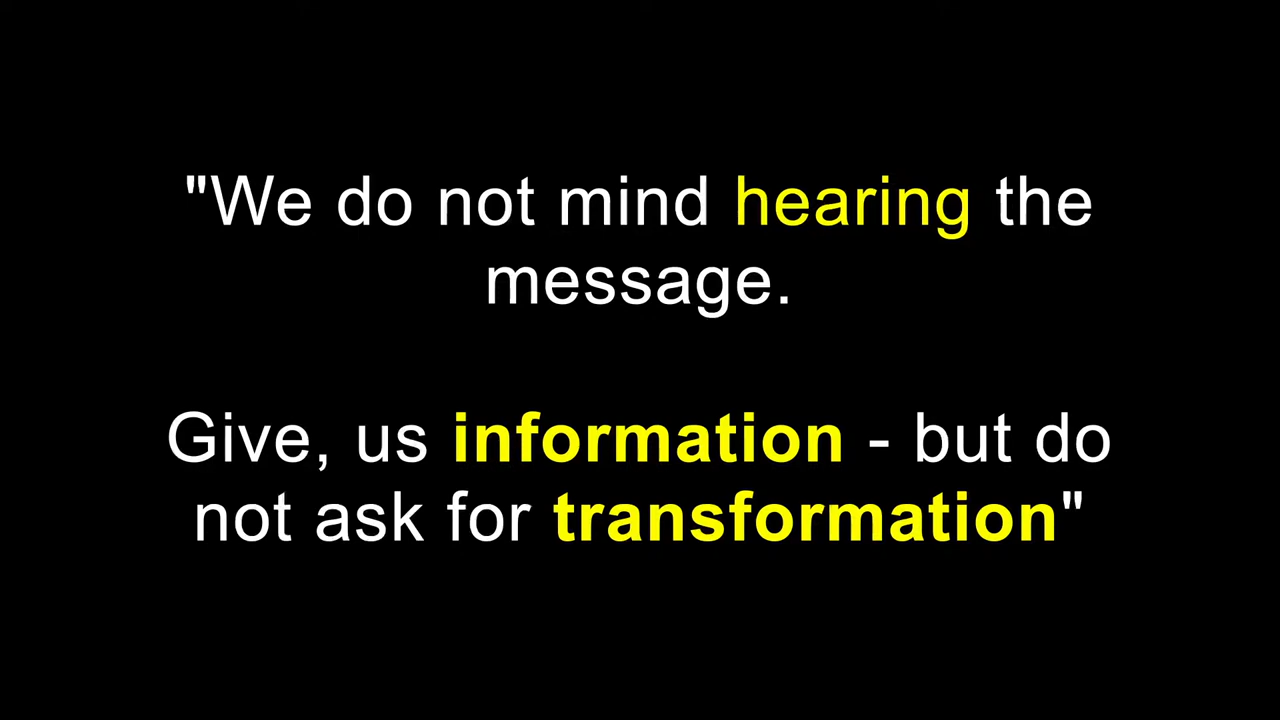 "We do not mind hearing the
message.
Give, us information - but do
not ask for transformation"